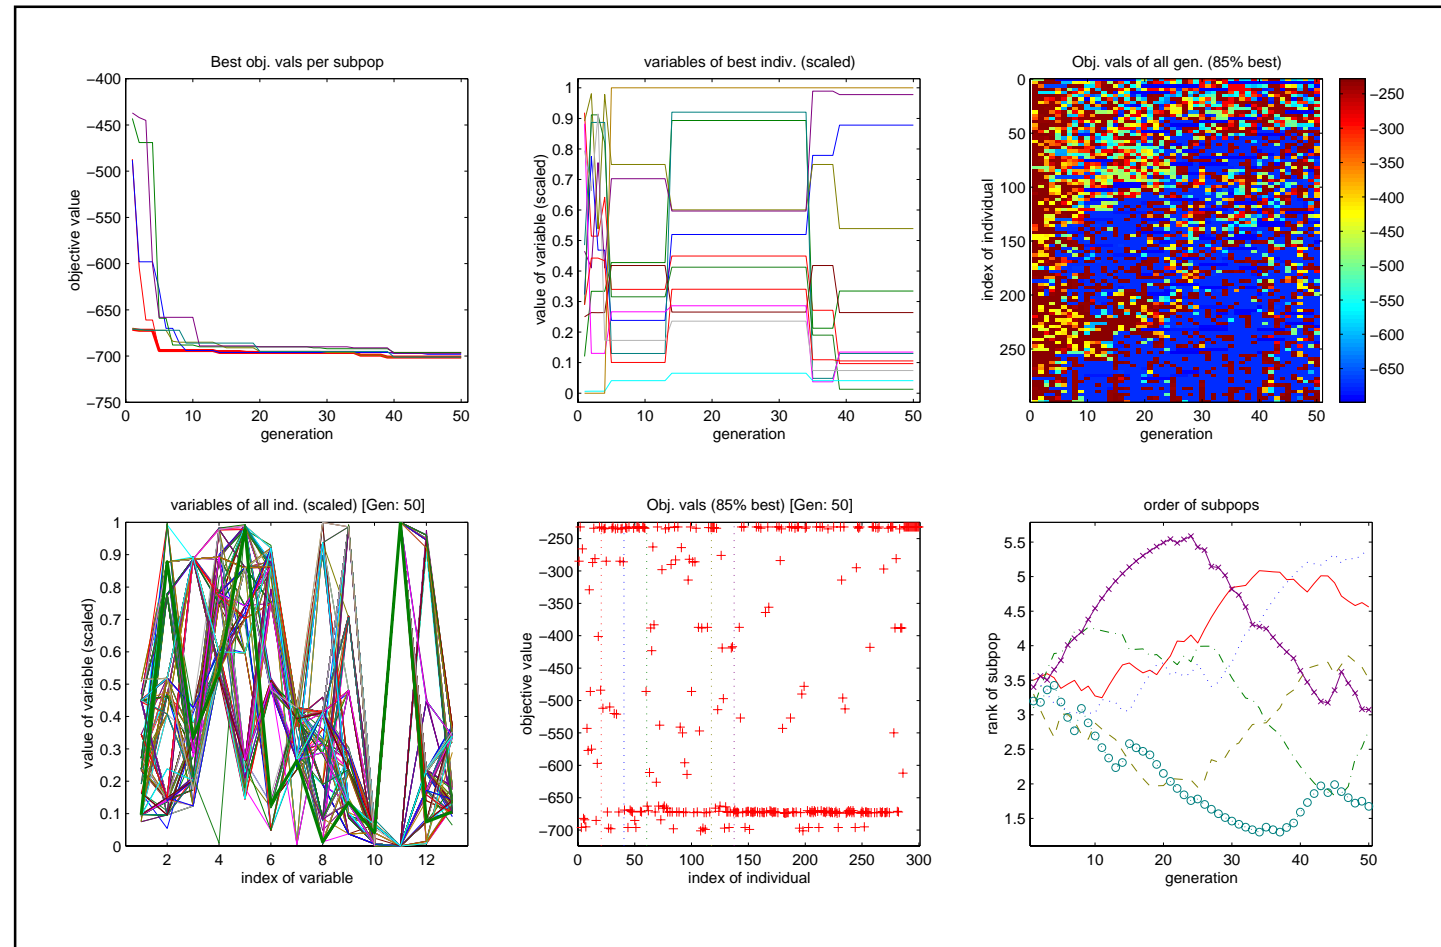 Best obj. vals per subpop
−400
−450
−500
−550
−600
−650
−700
−750
objective value
0 10 20 30 40 50
generation
variables of best indiv. (scaled)
1
0.9
0.8
0.7
0.6
0.5
0.4
0.3
0.2
0.1
0
value of variable (scaled)
0 10 20 30 40 50
generation
Obj. vals of all gen. (85% best)
0
50
100
150
200
250
index of individual
0 10 20 30 40 50
generation
−250
−300
−350
−400
−450
−500
−550
−600
−650
variables of all ind. (scaled) [Gen: 50]
1
0.9
0.8
0.7
0.6
0.5
0.4
0.3
0.2
0.1
0
value of variable (scaled)
2 4 6 8 10 12
index of variable
Obj. vals (85% best) [Gen: 50]
−250
−300
−350
−400
−450
−500
−550
−600
−650
−700
objective value
0 50 100 150 200 250 300
index of individual
order of subpops
5.5
5
4.5
4
3.5
3
2.5
2
1.5
rank of subpop
10 20 30 40 50
generation